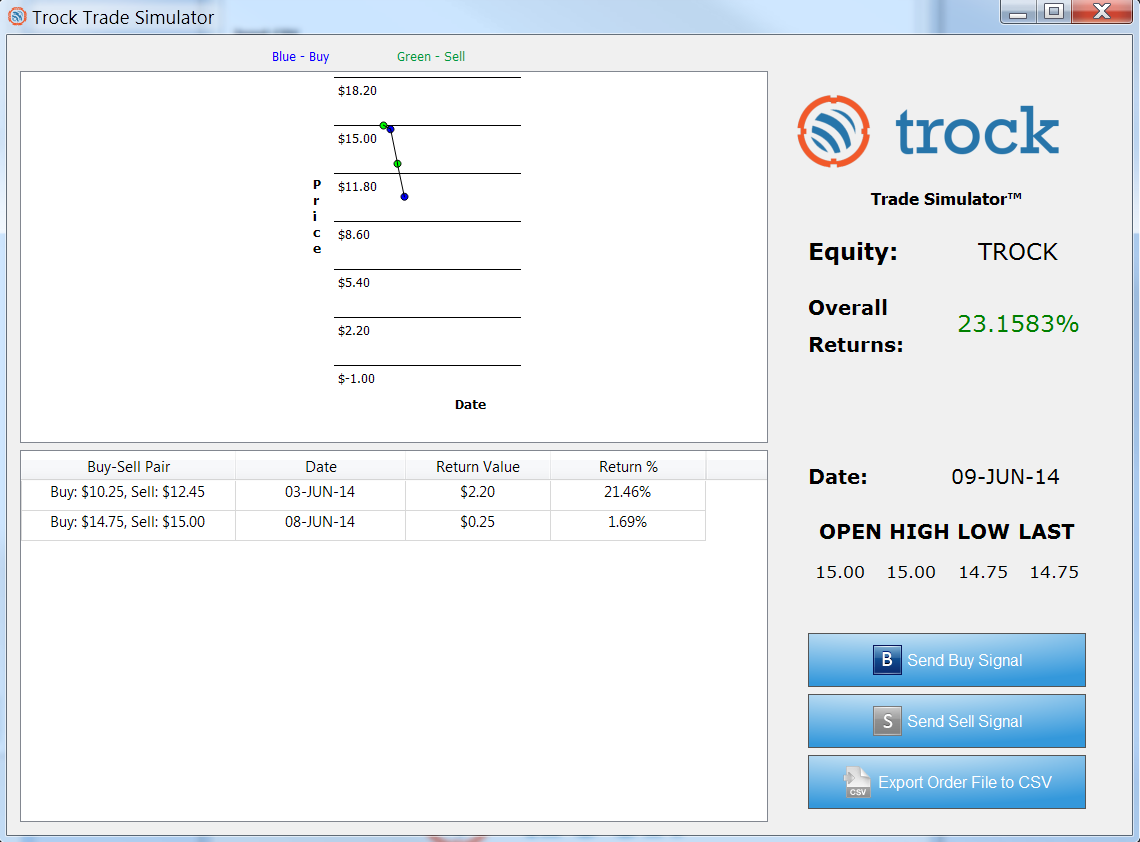 Trock Trade Simulator
Blue - Buy Green - Sell
$18.20
$15.00
$11.80
$8.60
$5.40
$2.20
$-1.00
Price
Date
trock
Trade Simulator™
Equity: TROCK
Overall
Returns: 23.1583%
Date: 09-JUN-14
OPEN HIGH LOW LAST
15.00 15.00 14.75 14.75
B Send Buy Signal
S Send Sell Signal
CSV Export Order File to CSV
Buy-Sell Pair Date Return Value Return %
Buy: $10.25, Sell: $12.45 03-JUN-14 $2.20 21.46%
Buy: $14.75, Sell: $15.00 08-JUN-14 $0.25 1.69%